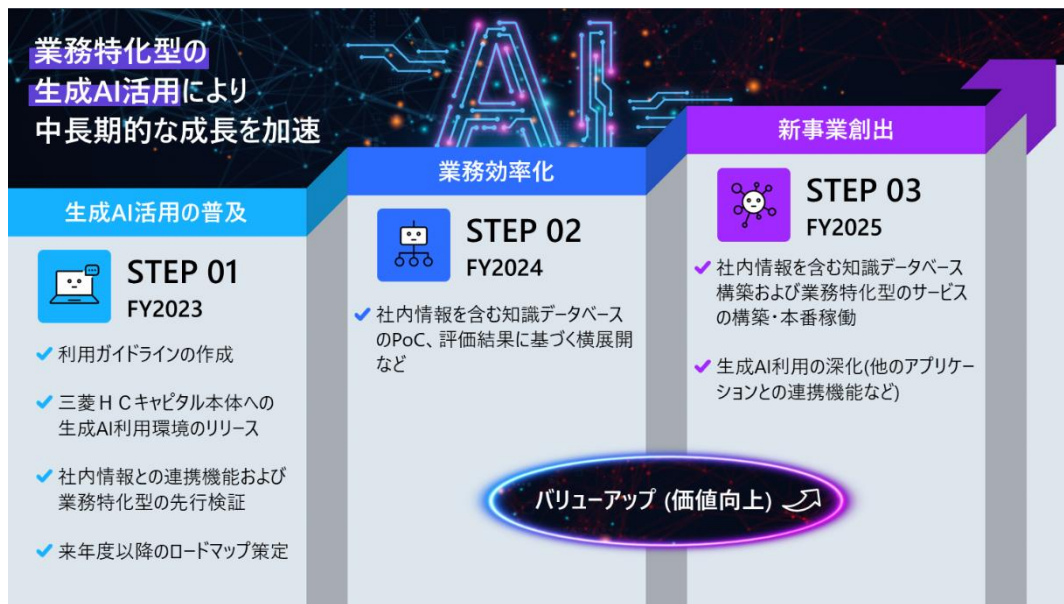 業務特化型の
生成AI活用により
中長期的な成長を加速
AI
生成AI活用の普及
STEP 01
FY2023
利用ガイドラインの作成
三菱HCキャピタル本体への
生成AI利用環境のリリース
社内情報との連携機能および
業務特化型の先行検証
来年度以降のロードマップ策定
業務効率化
STEP 02
FY2024
社内情報を含む知識データベース
のPoC、評価結果に基づく横展開
など
新事業創出
STEP 03
FY2025
社内情報を含む知識データベース
構築および業務特化型のサービス
の構築・本番稼働
生成AI利用の深化(他のアプリケー
ションとの連携機能など)
バリューアップ (価値向上)